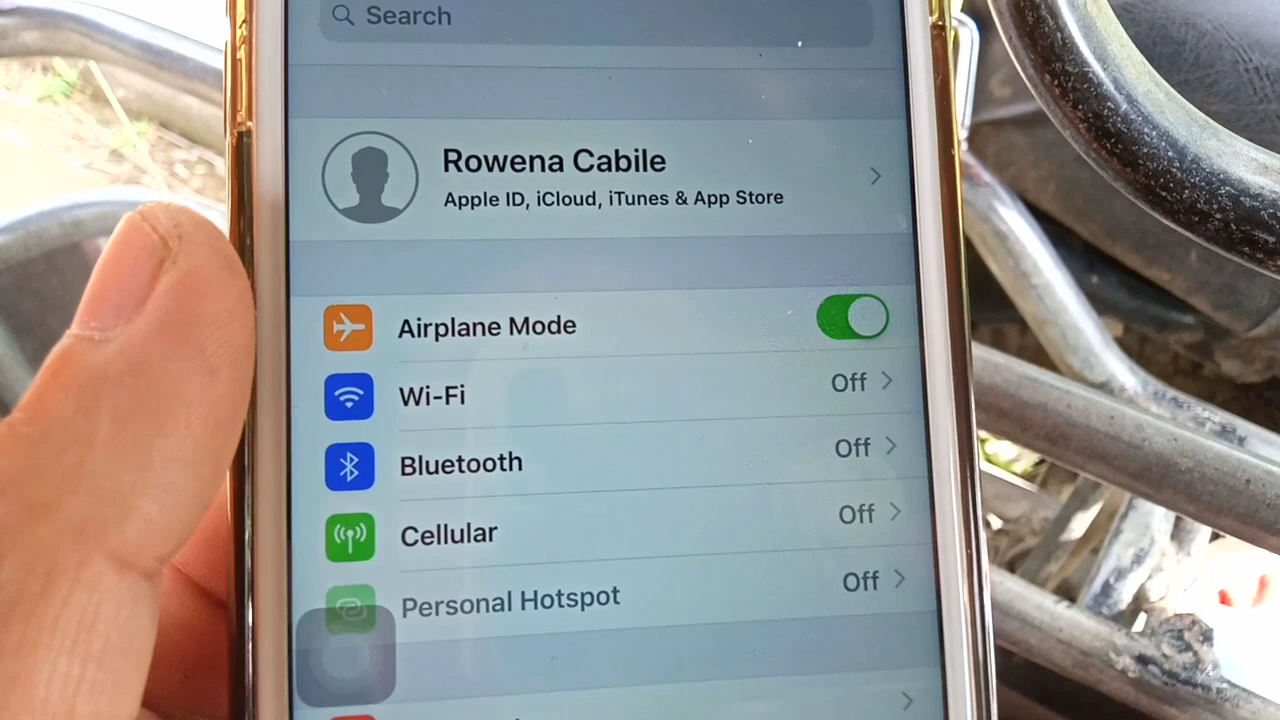 Search
Rowena Cabile
Apple ID, iCloud, iTunes & App Store
Airplane Mode
Wi-Fi Off
Bluetooth Off
Cellular Off
Personal Hotspot Off